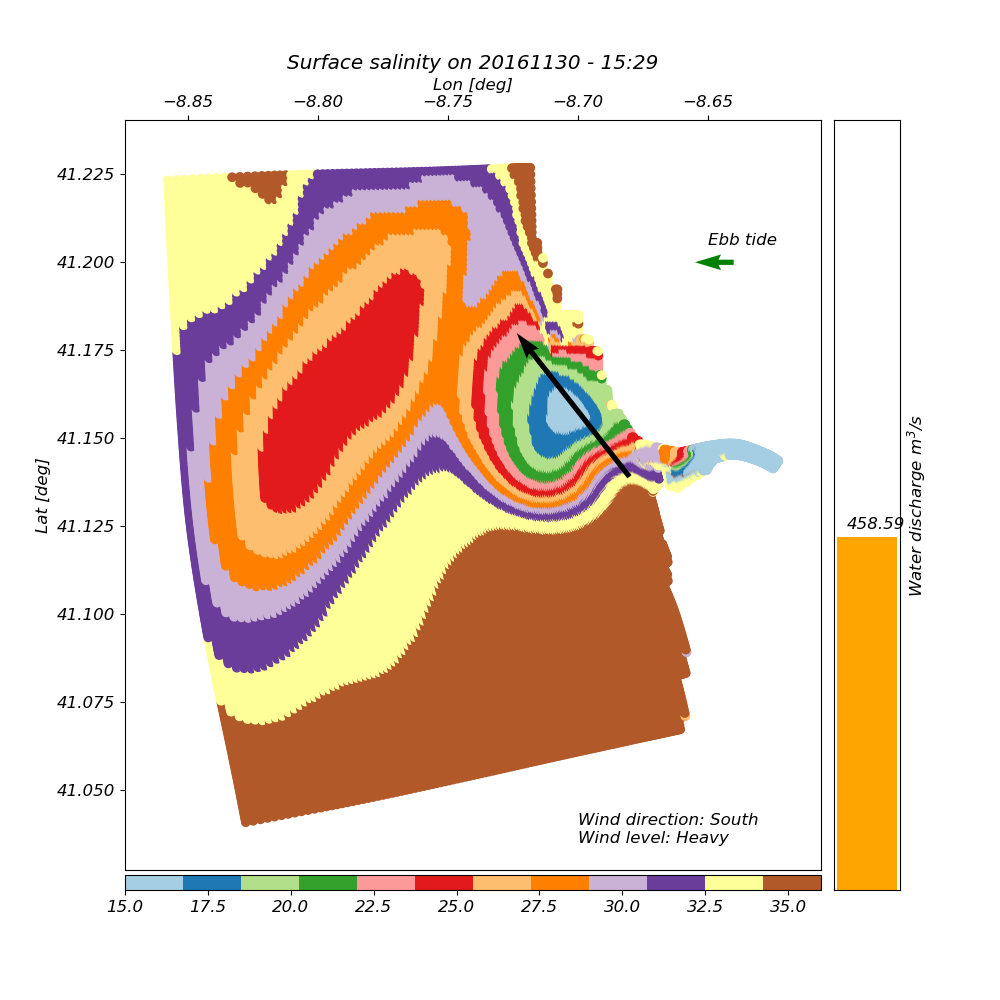 Surface salinity on 20161130 - 15:29
Lon [deg]
−8.85 −8.80 −8.75 −8.70 −8.65
41.225
41.200
41.175
41.150
41.125
41.100
41.075
41.050
Lat [deg]
Ebb tide
Wind direction: South
Wind level: Heavy
458.59
Water discharge m³/s
15.0 17.5 20.0 22.5 25.0 27.5 30.0 32.5 35.0